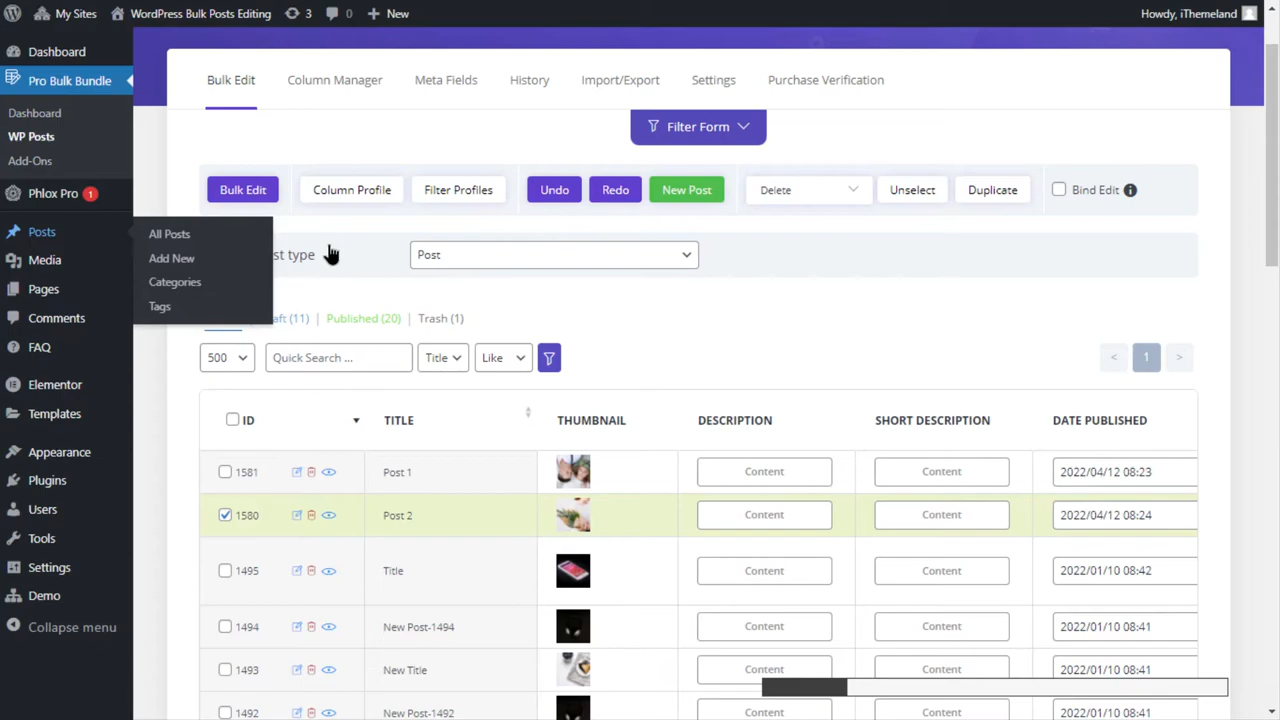 My Sites WordPress Bulk Posts Editing 3 0 New Howdy, iThemeland
Dashboard
Pro Bulk Bundle
Dashboard
WP Posts
Add-Ons
Phlox Pro 1
Posts
Media
Pages
Comments
FAQ
Elementor
Templates
Appearance
Plugins
Users
Tools
Settings
Demo
Collapse menu
All Posts
Add New
Categories
Tags
Bulk Edit Column Manager Meta Fields History Import/Export Settings Purchase Verification
Filter Form
Bulk Edit Column Profile Filter Profiles Undo Redo New Post Delete Unselect Duplicate Bind Edit
st type Post
aft (11) | Published (20) | Trash (1)
500 Quick Search ... Title Like < 1 >
ID TITLE THUMBNAIL DESCRIPTION SHORT DESCRIPTION DATE PUBLISHED
1581 Post 1 Content Content 2022/04/12 08:23
1580 Post 2 Content Content 2022/04/12 08:24
1495 Title Content Content 2022/01/10 08:42
1494 New Post-1494 Content Content 2022/01/10 08:41
1493 New Title Content Content 2022/01/10 08:41
1492 New Post-1492 Content Content 2022/01/10 08:41